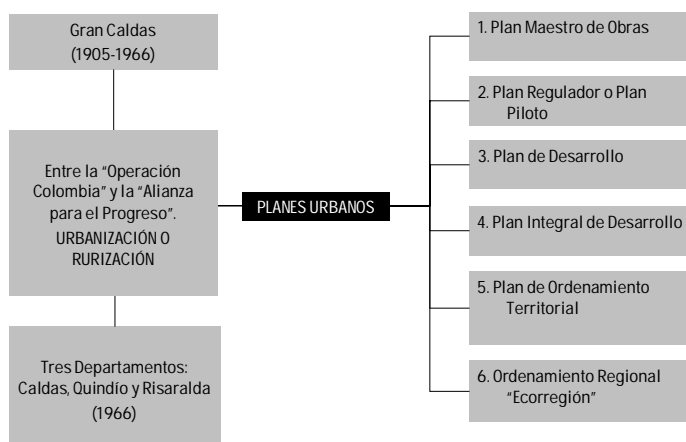 Gran Caldas
(1905-1966)
Entre la “Operación
Colombia” y la “Alianza
para el Progreso”.
URBANIZACIÓN O
RURIZACIÓN
Tres Departamentos:
Caldas, Quindío y Risaralda
(1966)
PLANES URBANOS
1. Plan Maestro de Obras
2. Plan Regulador o Plan
Piloto
3. Plan de Desarrollo
4. Plan Integral de Desarrollo
5. Plan de Ordenamiento
Territorial
6. Ordenamiento Regional
“Ecorregión”